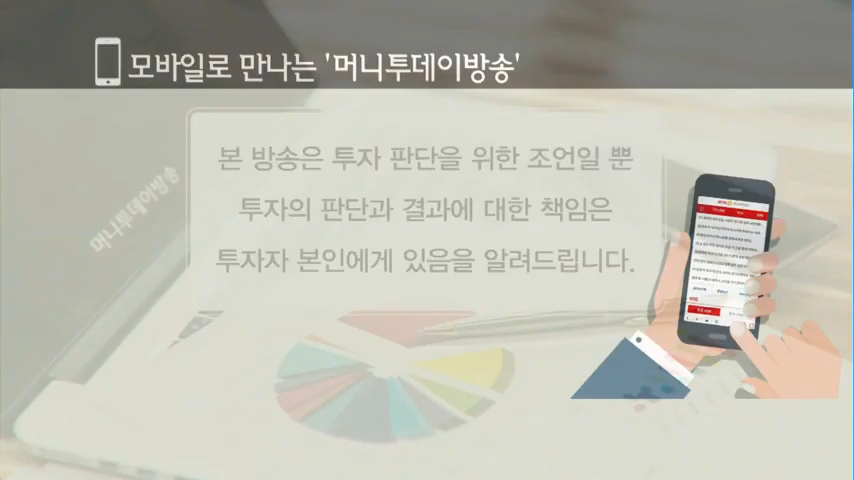 모바일로 만나는 '머니투데이방송'
본 방송은 투자 판단을 위한 조언일 뿐
투자의 판단과 결과에 대한 책임은
투자자 본인에게 있음을 알려드립니다.
머니투데이방송